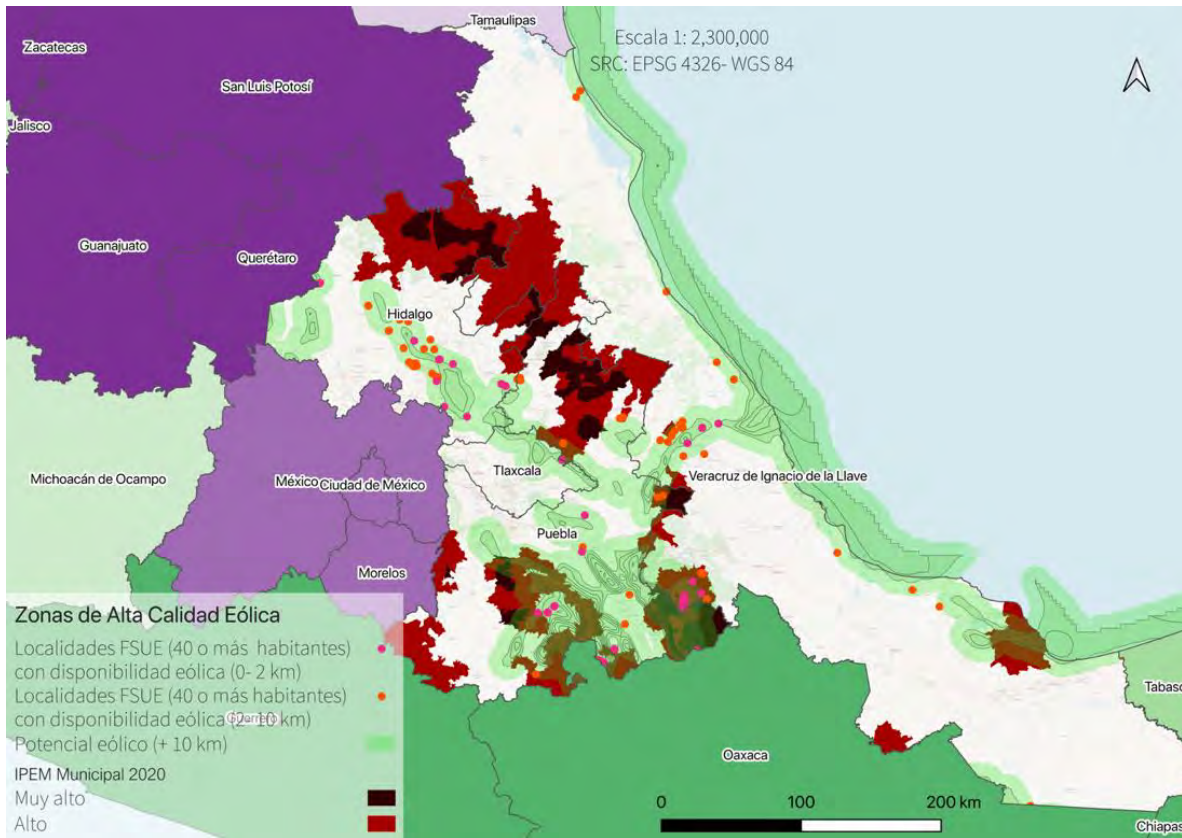 Tamaulipas
Escala 1: 2,300,000
SRC: EPSG 4326- WGS 84
Zacatecas
San Luis Potosí
Jalisco
Guanajuato
Querétaro
Hidalgo
Michoacán de Ocampo
México
Ciudad de México
Tlaxcala
Veracruz de Ignacio de la Llave
Puebla
Morelos
Zonas de Alta Calidad Eólica
Localidades FSUE (40 o más habitantes)
con disponibilidad eólica (0- 2 km)
Localidades FSUE (40 o más habitantes)
con disponibilidad eólica (2- 10 km)
Guerrero
Potencial eólico (+ 10 km)
IPEM Municipal 2020
Muy alto
Alto
Tabasc
Oaxaca
0 100 200 km
Chiapas